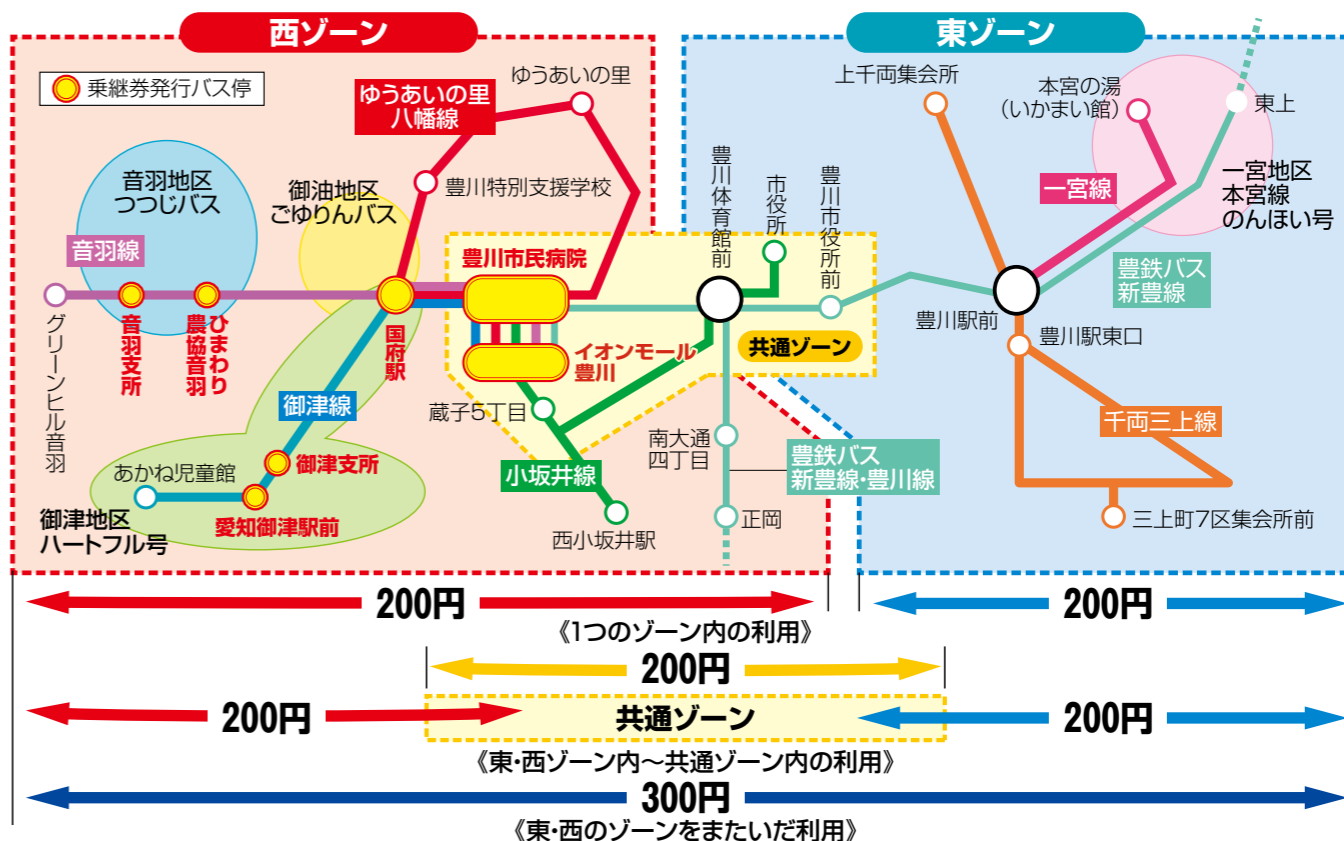 西ゾーン
東ゾーン
乗継券発行バス停
ゆうあいの里
八幡線
ゆうあいの里
豊川特別支援学校
音羽地区
つつじバス
御油地区
ごゆりんバス
音羽線
グリーンヒル音羽
音羽支所
ひまわり
農協音羽
国府駅
豊川市民病院
イオンモール
豊川
御津線
御津支所
あかね児童館
愛知御津駅前
御津地区
ハートフル号
蔵子5丁目
小坂井線
西小坂井駅
豊川体育館前
市役所
豊川市役所前
共通ゾーン
南大通
四丁目
正岡
豊鉄バス
新豊線・豊川線
上千両集会所
本宮の湯
(いかまい館)
東上
一宮線
一宮地区
本宮線
のんほい号
豊鉄バス
新豊線
豊川駅前
豊川駅東口
千両三上線
三上町7区集会所前
200円
200円
《1つのゾーン内の利用》
200円
200円
共通ゾーン
200円
《東・西ゾーン内~共通ゾーン内の利用》
300円
《東・西のゾーンをまたいだ利用》